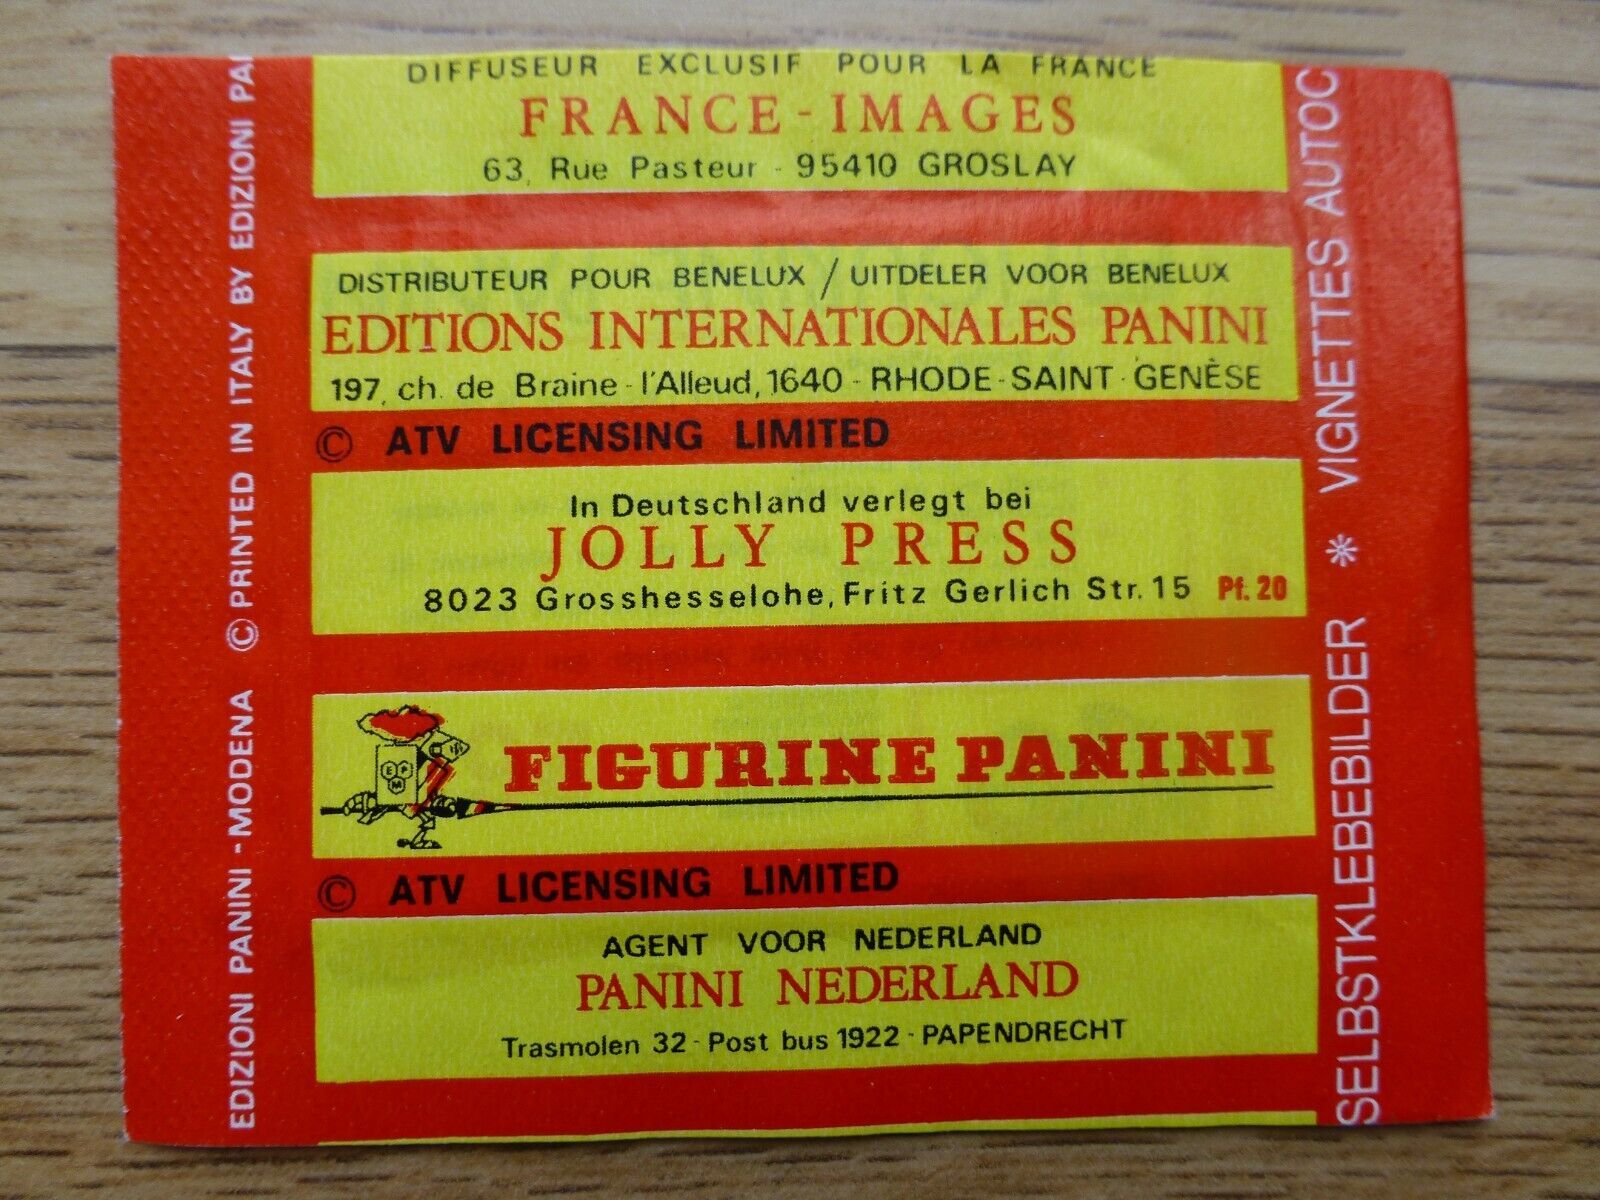 DIFFUSEUR EXCLUSIF POUR LA FRANCE
FRANCE-IMAGES
63, Rue Pasteur - 95410 GROSLAY
DISTRIBUTEUR POUR BENELUX / UITDELER VOOR BENELUX
EDITIONS INTERNATIONALES PANINI
197, ch. de Braine-l'Alleud, 1640 - RHODE-SAINT-GENÈSE
© ATV LICENSING LIMITED
In Deutschland verlegt bei
JOLLY PRESS
8023 Grosshesselohe, Fritz Gerlich Str. 15 Pf. 20
EFM
FIGURINE PANINI
© ATV LICENSING LIMITED
AGENT VOOR NEDERLAND
PANINI NEDERLAND
Trasmolen 32 - Post bus 1922 - PAPENDRECHT
EDIZIONI PANINI - MODENA © PRINTED IN ITALY BY EDIZIONI PA
SELBSTKLEBEBILDER * VIGNETTES AUTOC